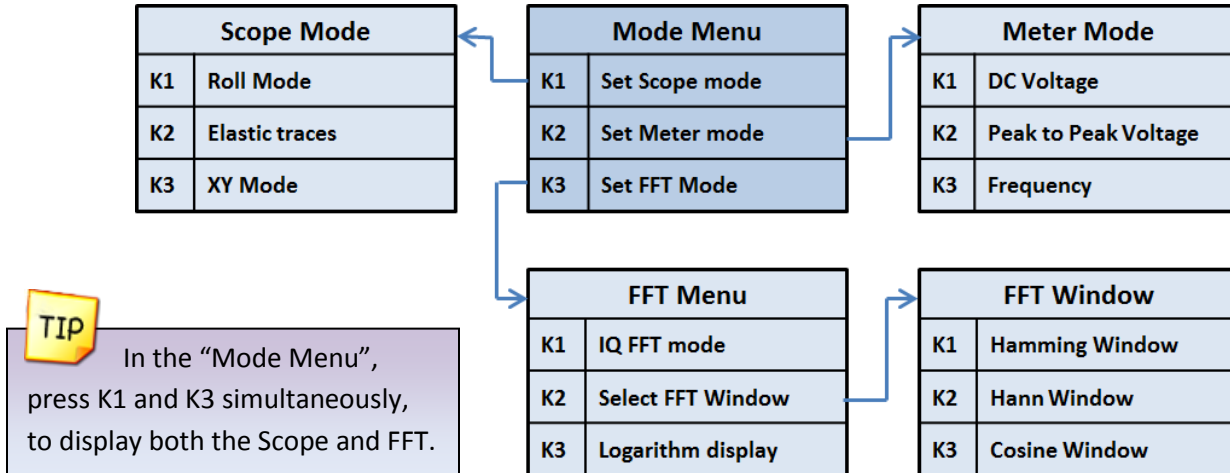 Scope Mode
K1 Roll Mode
K2 Elastic traces
K3 XY Mode
Mode Menu
K1 Set Scope mode
K2 Set Meter mode
K3 Set FFT Mode
Meter Mode
K1 DC Voltage
K2 Peak to Peak Voltage
K3 Frequency
TIP
In the “Mode Menu”,
press K1 and K3 simultaneously,
to display both the Scope and FFT.
FFT Menu
K1 IQ FFT mode
K2 Select FFT Window
K3 Logarithm display
FFT Window
K1 Hamming Window
K2 Hann Window
K3 Cosine Window